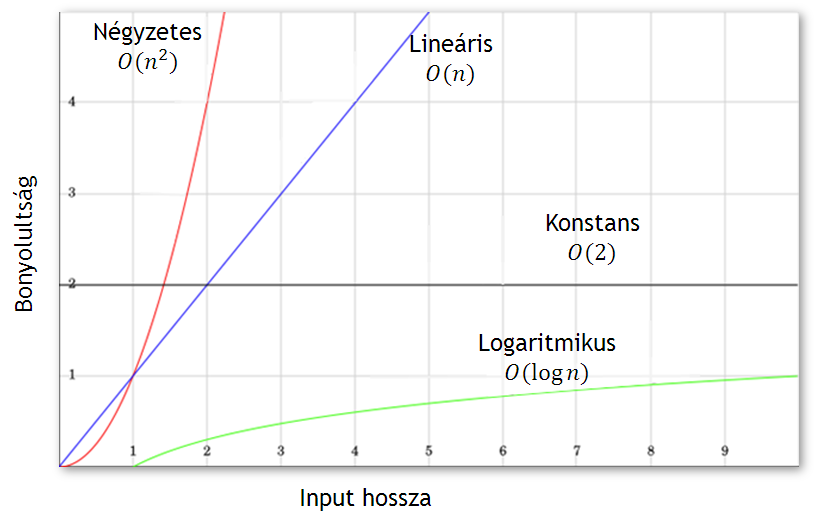 Négyzetes
O(n²)
Lineáris
O(n)
4
3
Konstans
O(2)
2
Logaritmikus
O(log n)
1
1 2 3 4 5 6 7 8 9
Bonyolultság
Input hossza